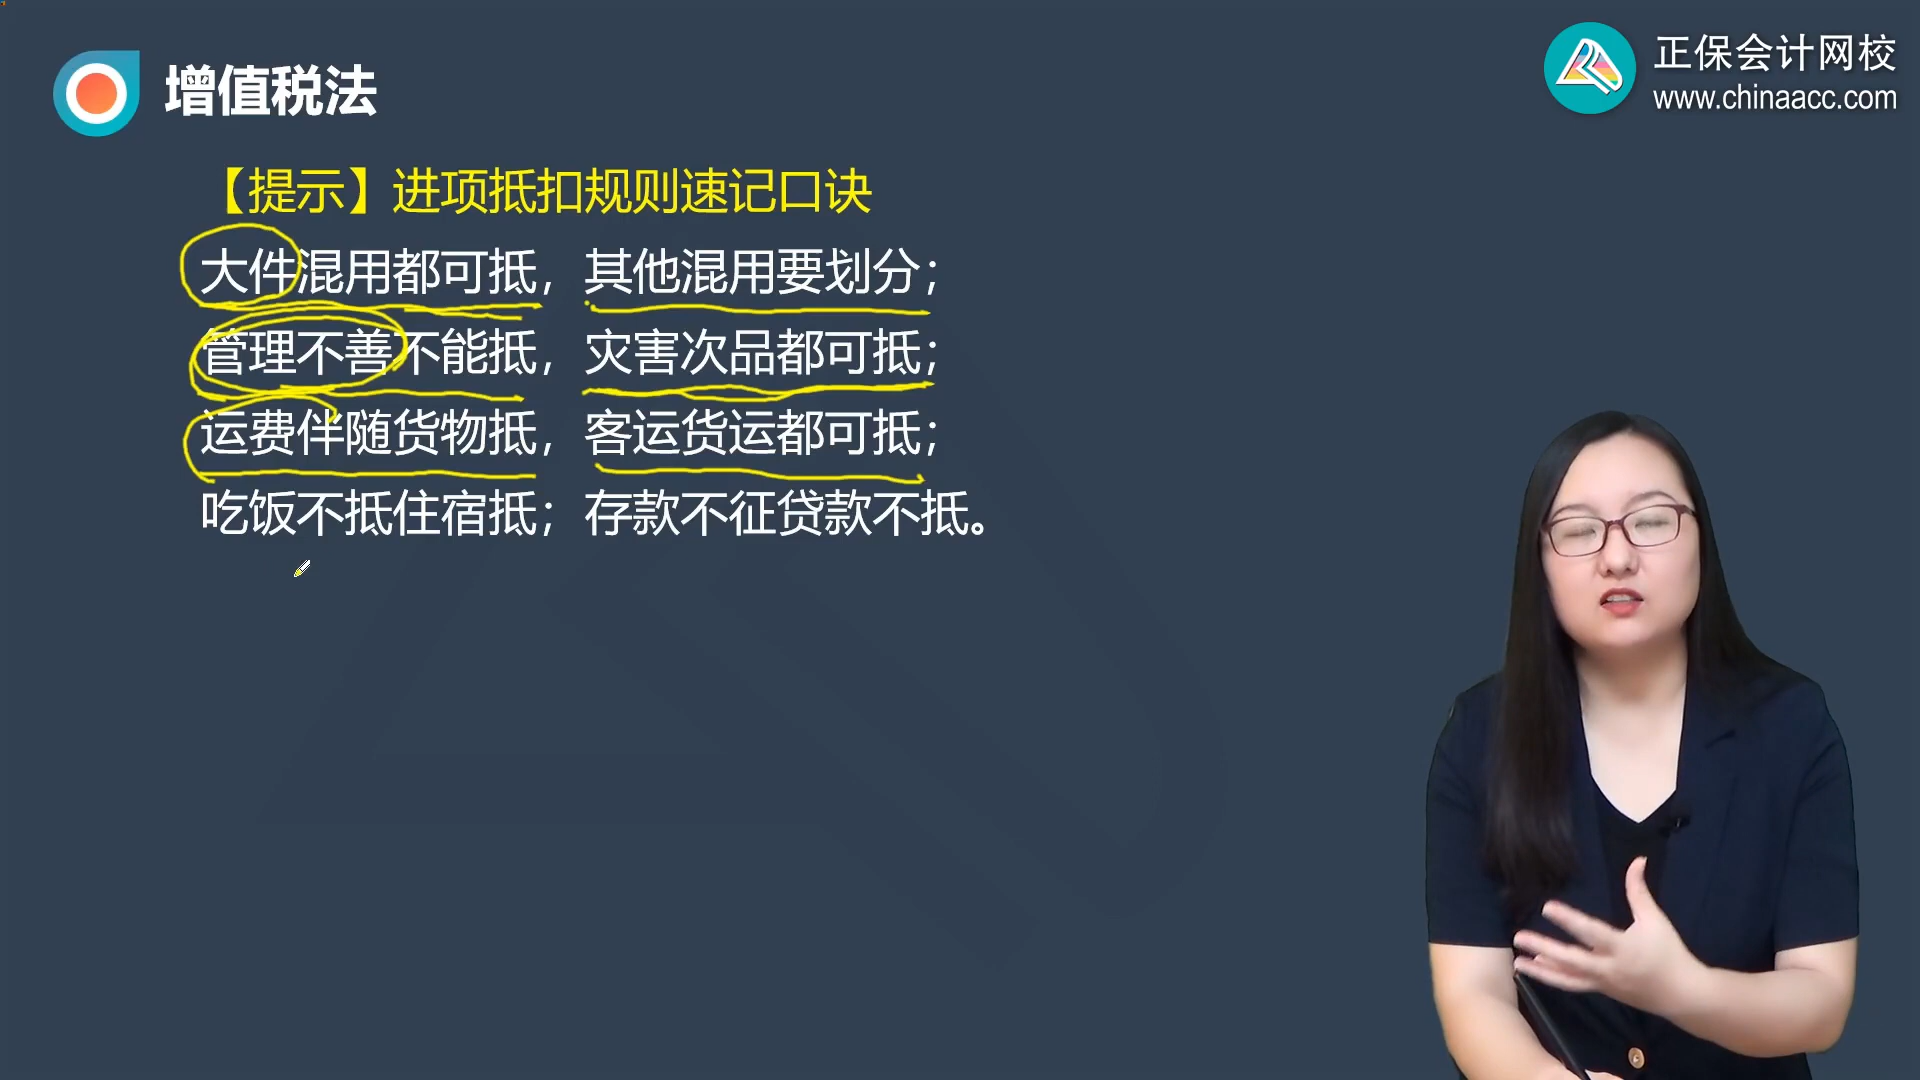 增值税法
正保会计网校
www.chinaacc.com
【提示】进项抵扣规则速记口诀
大件混用都可抵，其他混用要划分；
管理不善不能抵，灾害次品都可抵；
运费伴随货物抵，客运货运都可抵；
吃饭不抵住宿抵；存款不征贷款不抵。